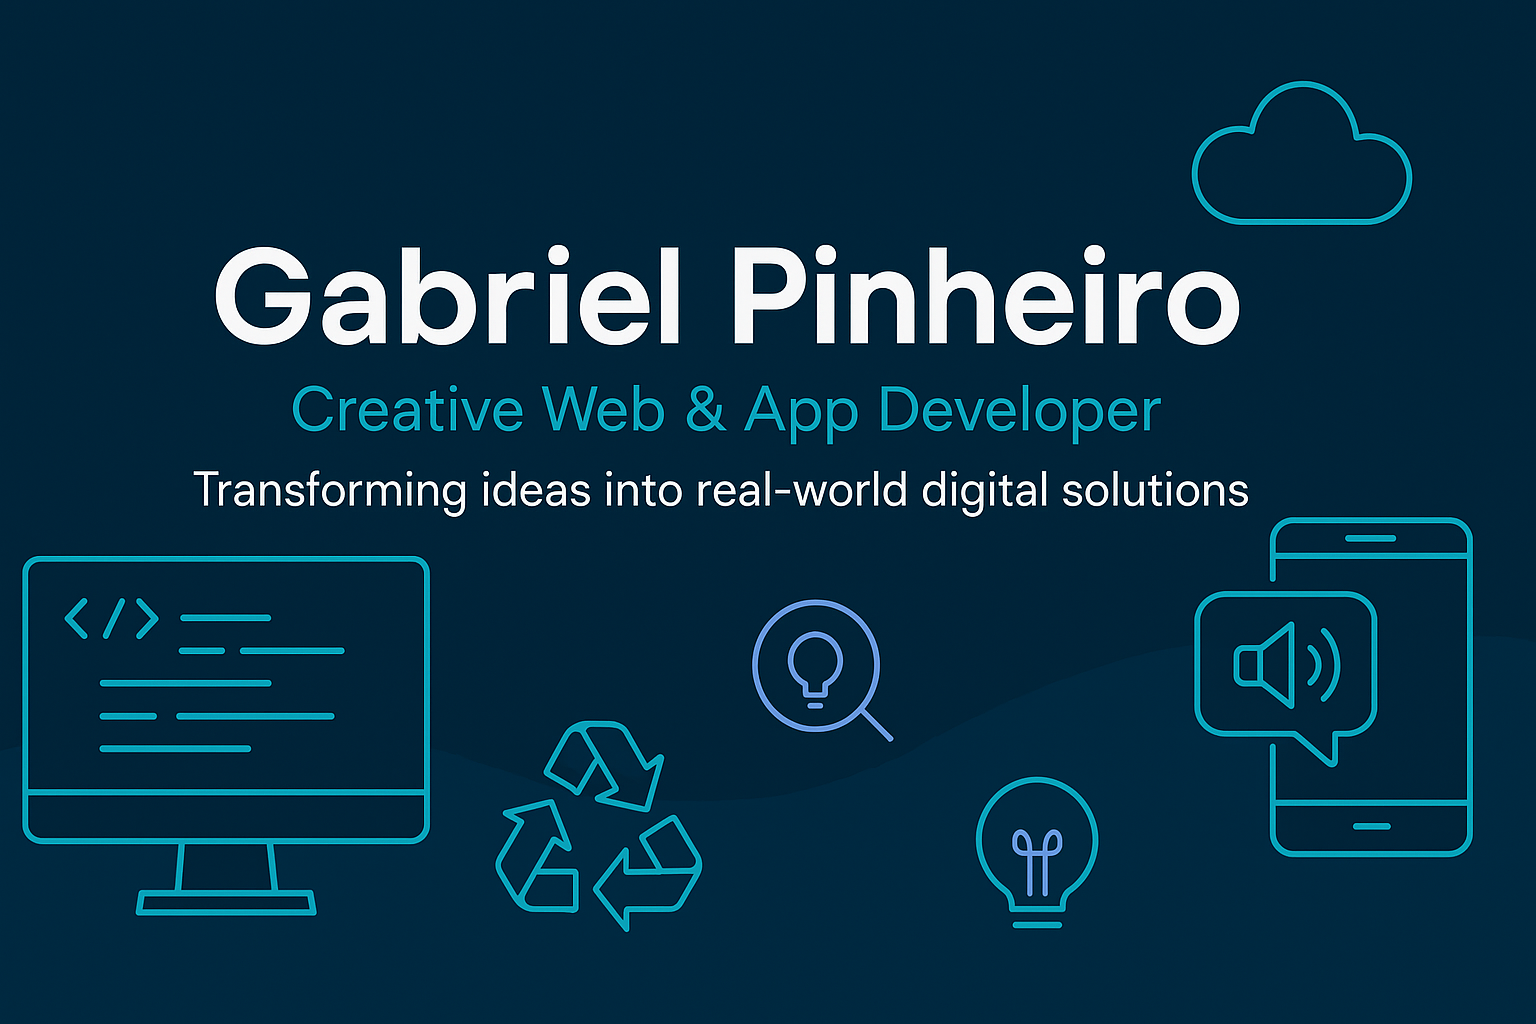 Gabriel Pinheiro
Creative Web & App Developer
Transforming ideas into real-world digital solutions
</>